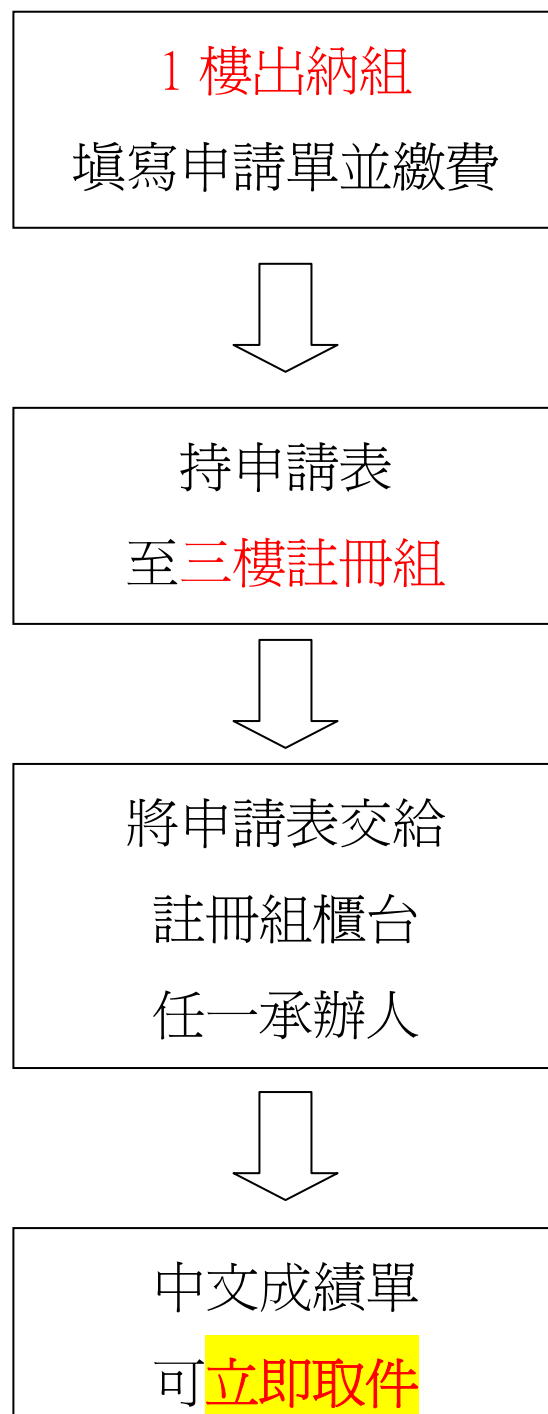 1 樓出納組
填寫申請單並繳費
持申請表
至三樓註冊組
將申請表交給
註冊組櫃台
任一承辦人
中文成績單
可立即取件